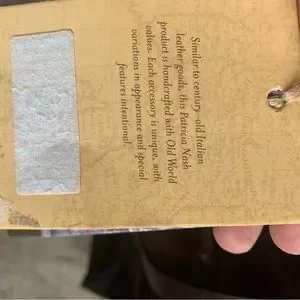 Similar to century-old Italian
leather goods, this Patricia Nash
product is handcrafted with Old World
values. Each accessory is unique, with
variations in appearance and special
features intentional.